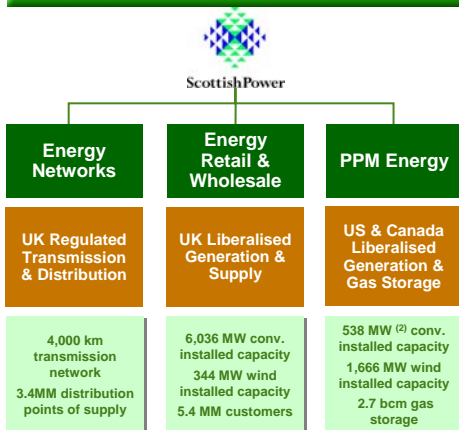 ScottishPower
Energy
Networks
Energy
Retail &
Wholesale
PPM Energy
UK Regulated
Transmission
& Distribution
UK Liberalised
Generation &
Supply
US & Canada
Liberalised
Generation &
Gas Storage
4,000 km
transmission
network
3.4MM distribution
points of supply
6,036 MW conv.
installed capacity
344 MW wind
installed capacity
5.4 MM customers
538 MW (2) conv.
installed capacity
1,666 MW wind
installed capacity
2.7 bcm gas
storage